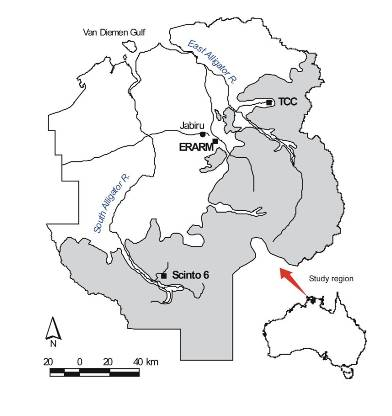 Van Diemen Gulf
East Alligator R.
TCC
Jabiru
ERARM
South Alligator R.
Scinto 6
Study region
N
20 0 20 40 km